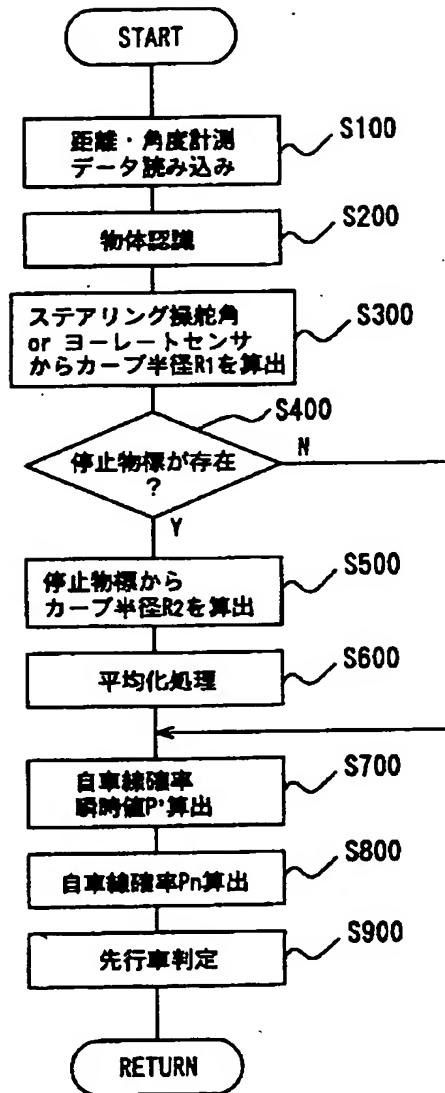 START
距離・角度計測
データ読み込み
S100
物体認識
S200
ステアリング操舵角
or ヨーレートセンサ
からカーブ半径R1を算出
S300
S400
停止物標が存在
?
N
Y
停止物標から
カーブ半径R2を算出
S500
平均化処理
S600
自車線確率
瞬時値P'算出
S700
自車線確率Pn算出
S800
先行車判定
S900
RETURN